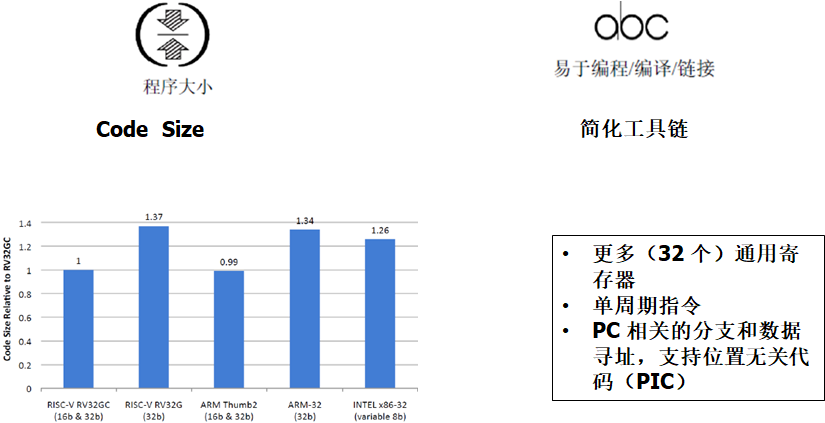 程序大小
Code Size
abc
易于编程/编译/链接
简化工具链
Code Size Relative to RV32GC
1.4
1.2
1
0.8
0.6
0.4
0.2
0
1
1.37
0.99
1.34
1.26
RISC-V RV32GC
(16b & 32b)
RISC-V RV32G
(32b)
ARM Thumb2
(16b & 32b)
ARM-32
(32b)
INTEL x86-32
(variable 8b)
• 更多（32 个）通用寄
存器
• 单周期指令
• PC 相关的分支和数据
寻址，支持位置无关代
码（PIC）